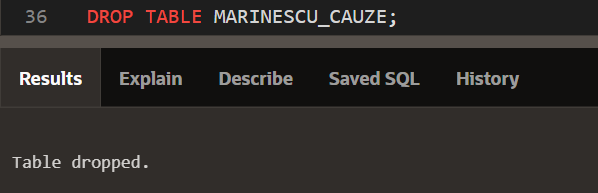 36 DROP TABLE MARINESCU_CAUZE;
Results Explain Describe Saved SQL History
Table dropped.